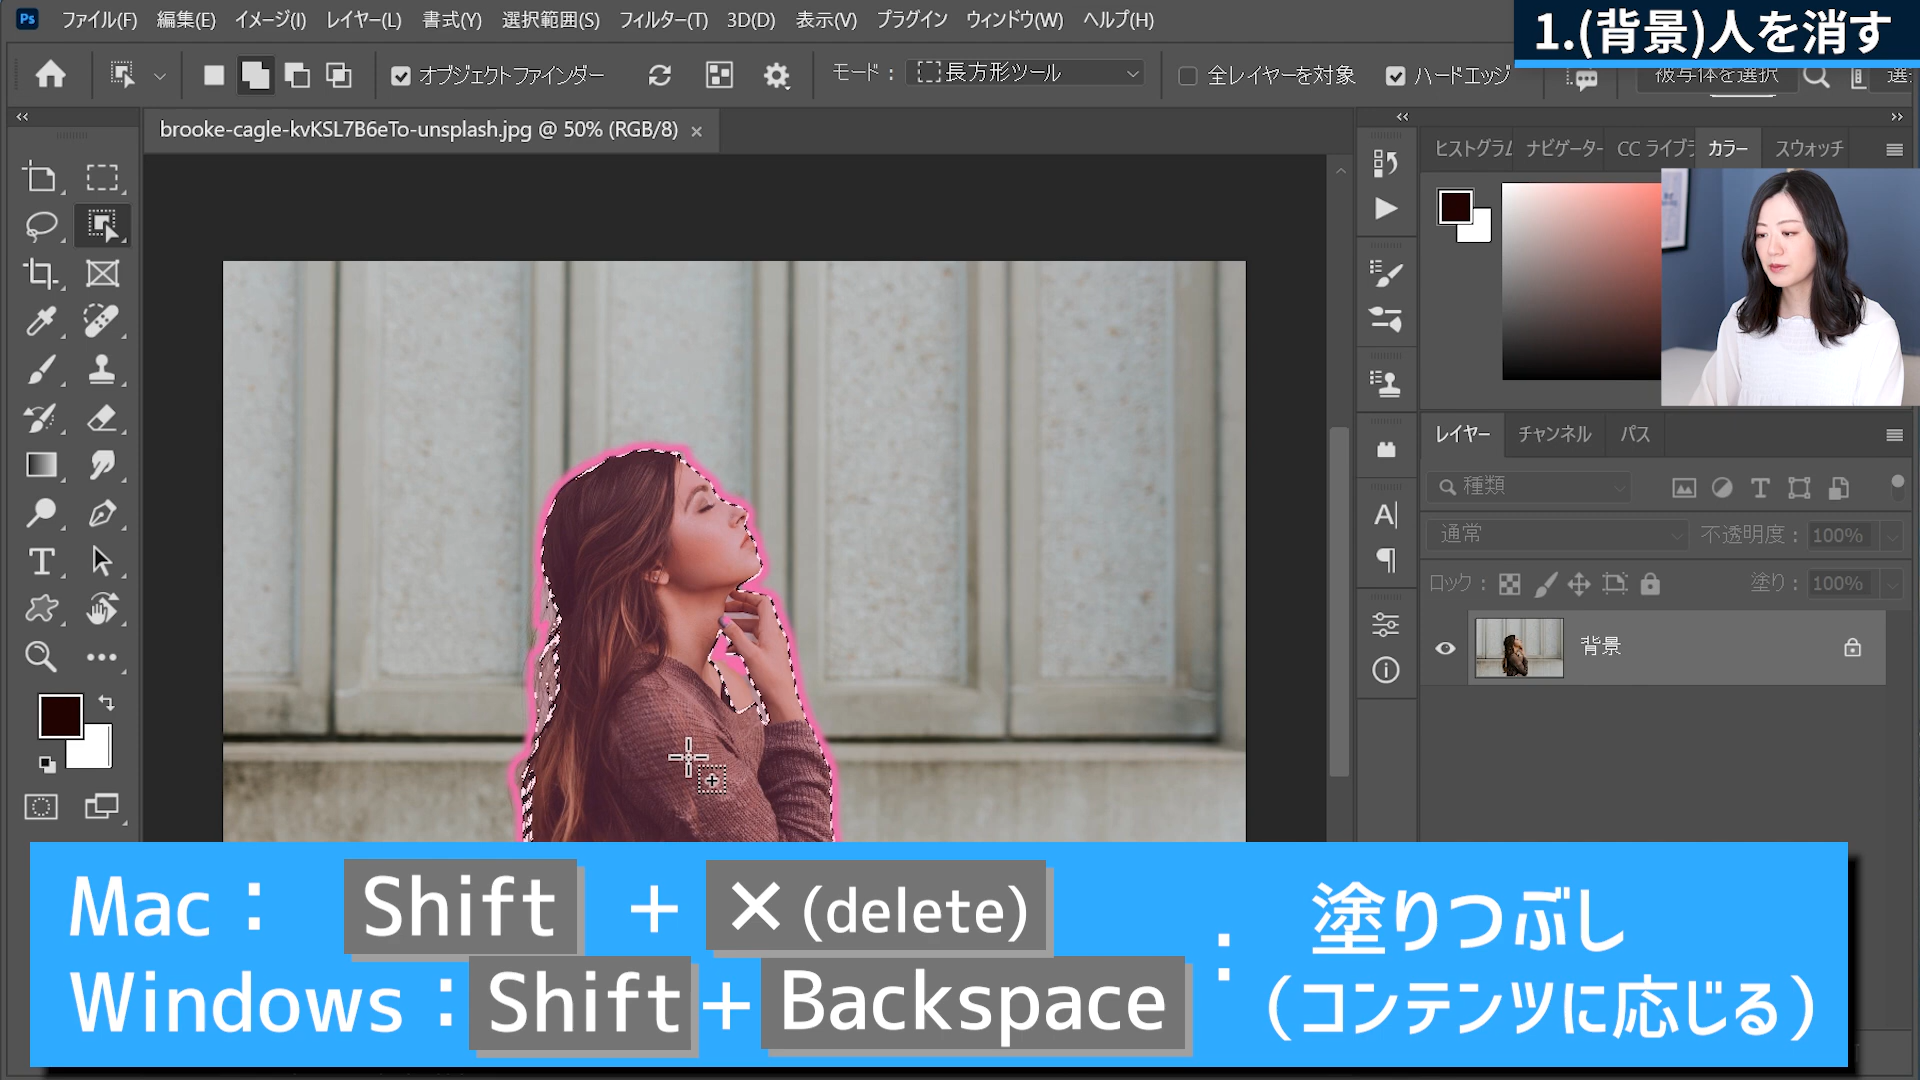 Ps ファイル(F) 編集(E) イメージ(I) レイヤー(L) 書式(Y) 選択範囲(S) フィルター(T) 3D(D) 表示(V) プラグイン ウィンドウ(W) ヘルプ(H)
1.(背景)人を消す
オブジェクトファインダー モード： 長方形ツール 全レイヤーを対象 ハードエッジ 被写体を選択
brooke-cagle-kvKSL7B6eTo-unsplash.jpg @ 50% (RGB/8) ×
ヒストグラム ナビゲーター CC ライブラ カラー スウォッチ
レイヤー チャンネル パス
種類
通常 不透明度： 100%
ロック： 塗り： 100%
背景
Mac： Shift + ✕ (delete)
Windows：Shift + Backspace
： 塗りつぶし
(コンテンツに応じる)